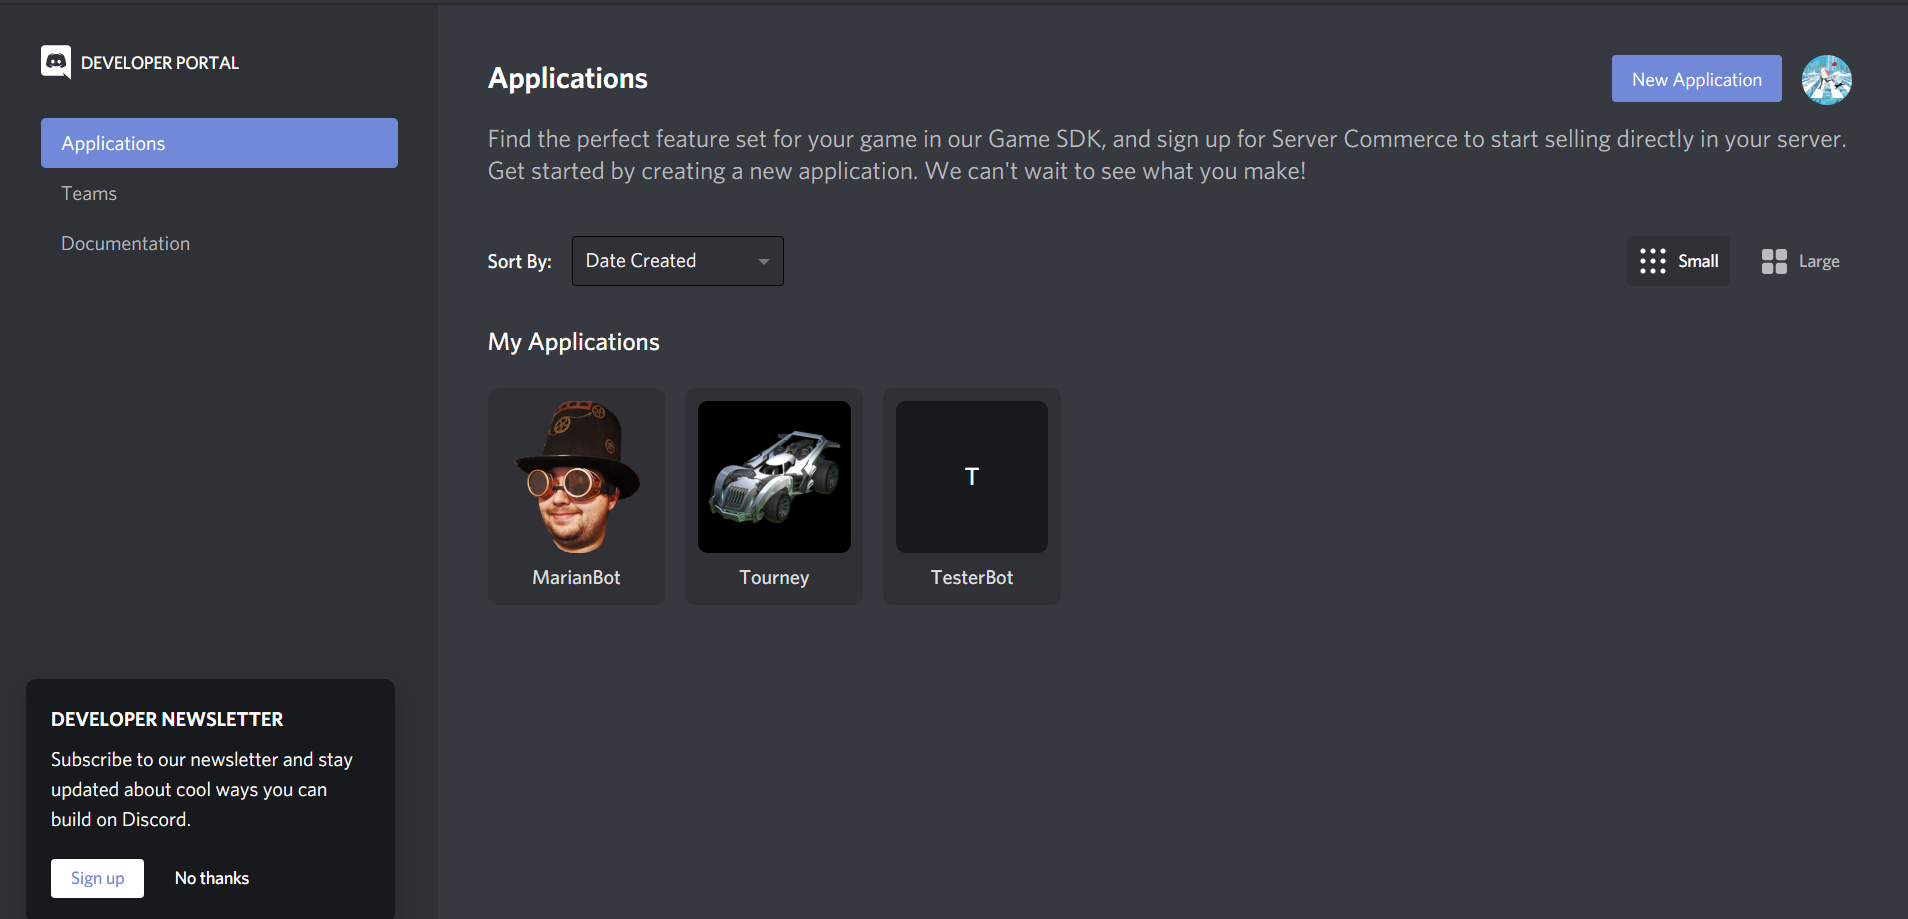 DEVELOPER PORTAL
Applications
Teams
Documentation
Applications
New Application
Find the perfect feature set for your game in our Game SDK, and sign up for Server Commerce to start selling directly in your server.
Get started by creating a new application. We can't wait to see what you make!
Sort By:
Date Created
Small
Large
My Applications
MarianBot
Tourney
T
TesterBot
DEVELOPER NEWSLETTER
Subscribe to our newsletter and stay
updated about cool ways you can
build on Discord.
Sign up
No thanks